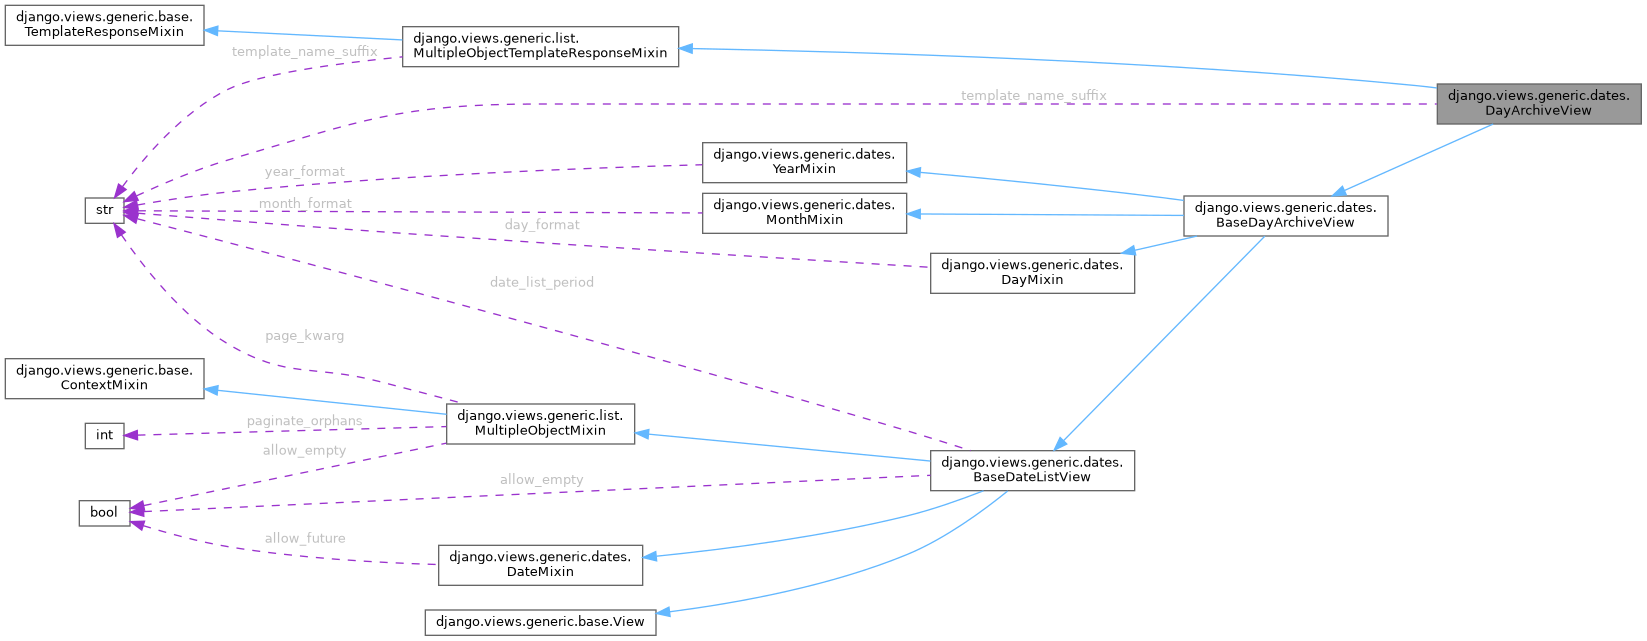 django.views.generic.base.
TemplateResponseMixin
django.views.generic.list.
MultipleObjectTemplateResponseMixin
template_name_suffix
django.views.generic.dates.
DayArchiveView
template_name_suffix
django.views.generic.dates.
YearMixin
year_format
str
month_format
django.views.generic.dates.
MonthMixin
django.views.generic.dates.
BaseDayArchiveView
day_format
django.views.generic.dates.
DayMixin
date_list_period
page_kwarg
django.views.generic.base.
ContextMixin
django.views.generic.list.
MultipleObjectMixin
paginate_orphans
int
allow_empty
django.views.generic.dates.
BaseDateListView
allow_empty
bool
allow_future
django.views.generic.dates.
DateMixin
django.views.generic.base.View